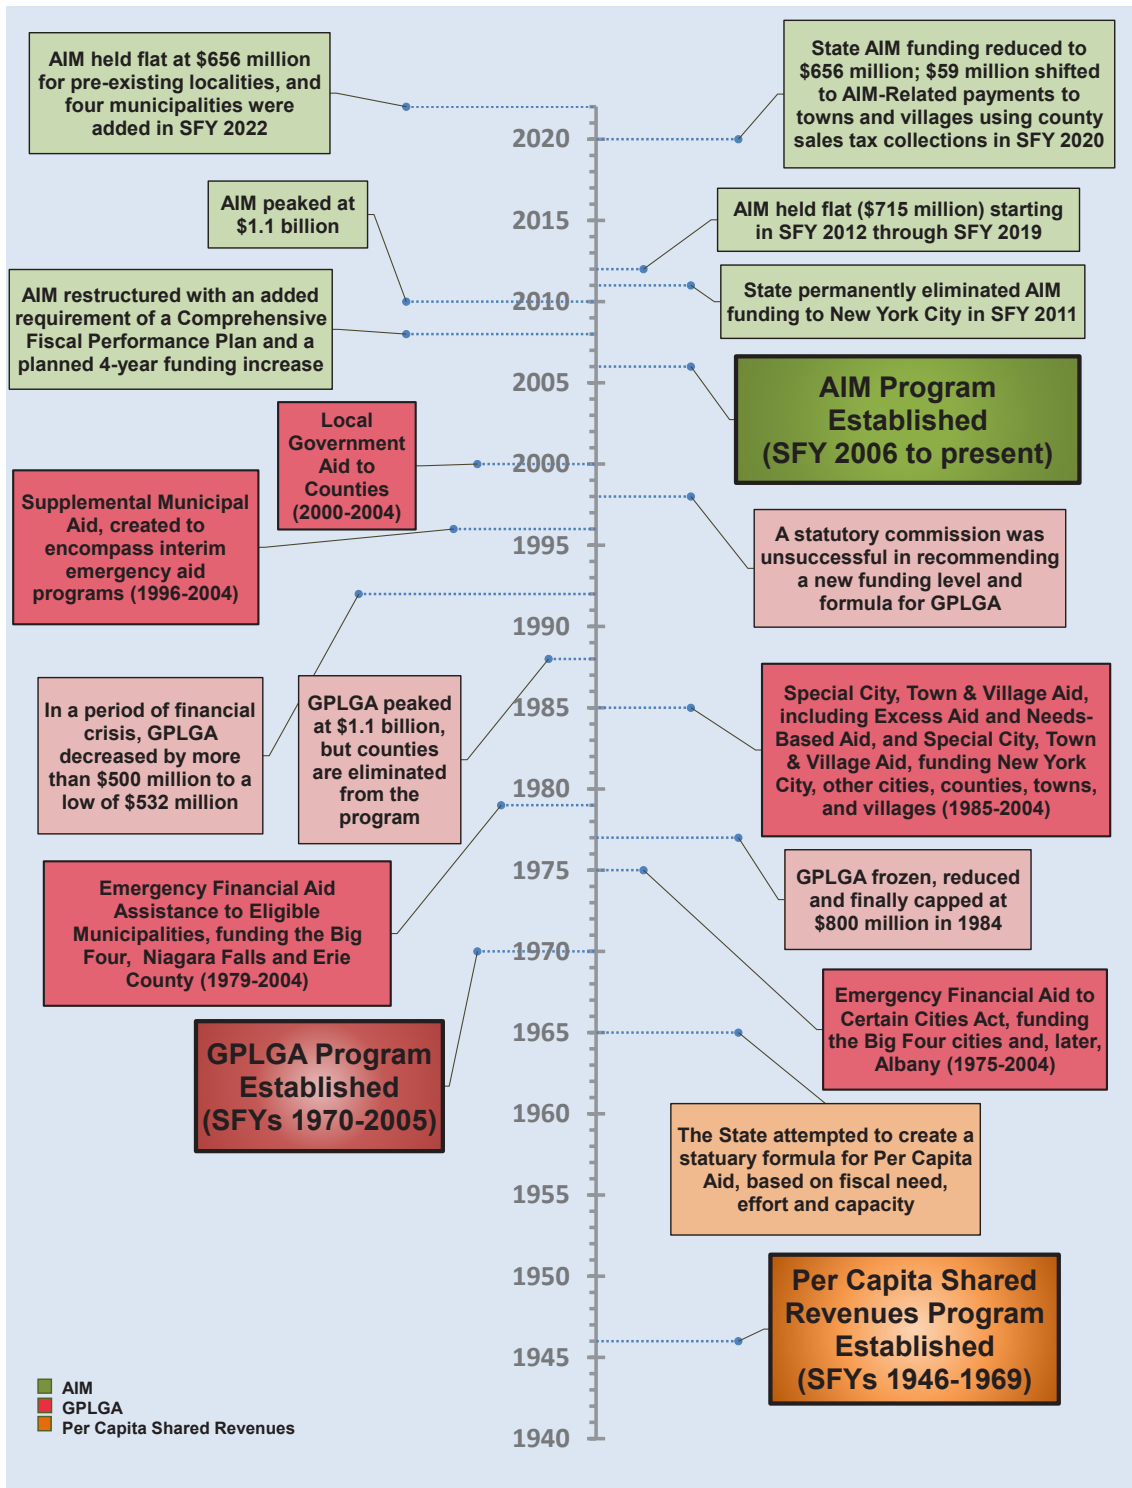 AIM held flat at $656 million
for pre-existing localities, and
four municipalities were
added in SFY 2022
State AIM funding reduced to
$656 million; $59 million shifted
to AIM-Related payments to
towns and villages using county
sales tax collections in SFY 2020
2020
AIM peaked at
$1.1 billion
AIM held flat ($715 million) starting
in SFY 2012 through SFY 2019
2015
AIM restructured with an added
requirement of a Comprehensive
Fiscal Performance Plan and a
planned 4-year funding increase
2010
State permanently eliminated AIM
funding to New York City in SFY 2011
2005
AIM Program
Established
(SFY 2006 to present)
Local
Government
Aid to
Counties
(2000-2004)
2000
Supplemental Municipal
Aid, created to
encompass interim
emergency aid
programs (1996-2004)
1995
A statutory commission was
unsuccessful in recommending
a new funding level and
formula for GPLGA
1990
In a period of financial
crisis, GPLGA
decreased by more
than $500 million to a
low of $532 million
GPLGA peaked
at $1.1 billion,
but counties
are eliminated
from the
program
1985
Special City, Town & Village Aid,
including Excess Aid and Needs-
Based Aid, and Special City, Town
& Village Aid, funding New York
City, other cities, counties, towns,
and villages (1985-2004)
1980
Emergency Financial Aid
Assistance to Eligible
Municipalities, funding the Big
Four, Niagara Falls and Erie
County (1979-2004)
1975
GPLGA frozen, reduced
and finally capped at
$800 million in 1984
1970
Emergency Financial Aid to
Certain Cities Act, funding
the Big Four cities and, later,
Albany (1975-2004)
GPLGA Program
Established
(SFYs 1970-2005)
1965
1960
The State attempted to create a
statuary formula for Per Capita
Aid, based on fiscal need,
effort and capacity
1955
1950
Per Capita Shared
Revenues Program
Established
(SFYs 1946-1969)
1945
AIM
GPLGA
Per Capita Shared Revenues
1940